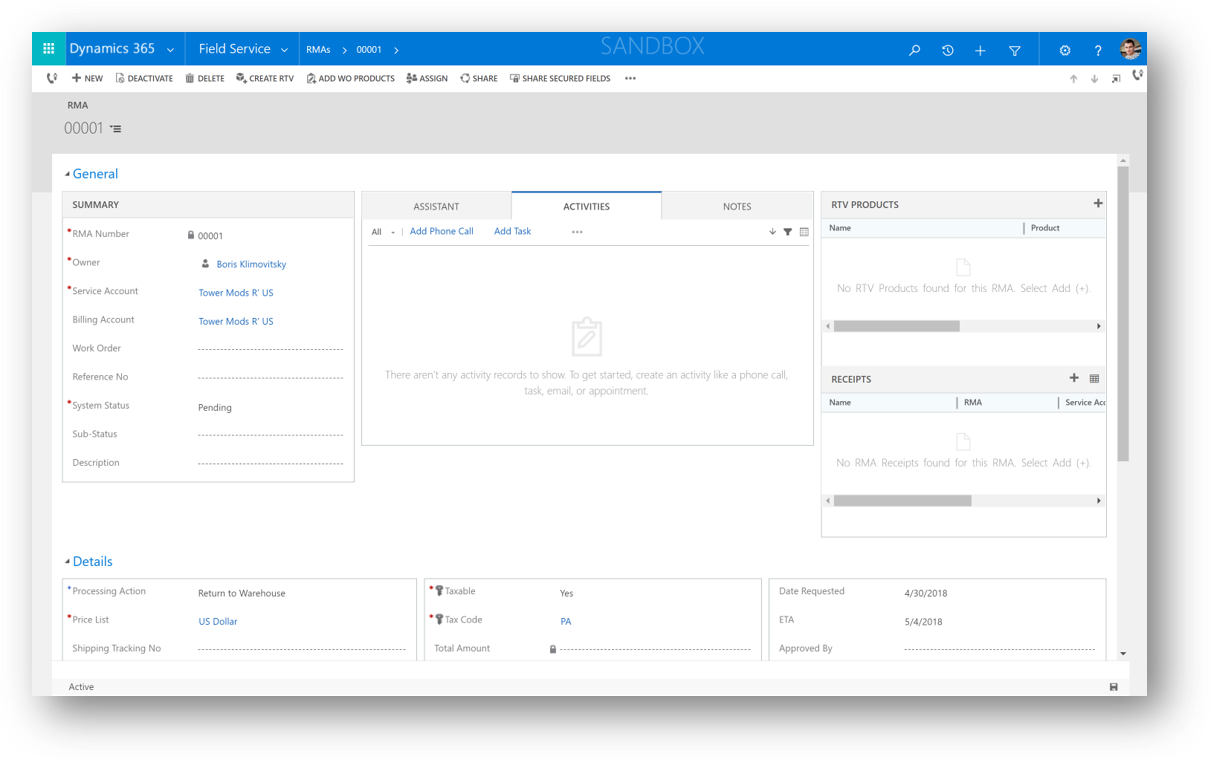 Dynamics 365 Field Service RMAs > 00001 > SANDBOX ?
NEW DEACTIVATE DELETE CREATE RTV ADD WO PRODUCTS ASSIGN SHARE SHARE SECURED FIELDS •••
RMA
00001
General
SUMMARY
*RMA Number 00001
*Owner Boris Klimovitsky
*Service Account Tower Mods R' US
Billing Account Tower Mods R' US
Work Order
Reference No
*System Status Pending
Sub-Status
Description
ASSISTANT ACTIVITIES NOTES
All | Add Phone Call Add Task •••
There aren't any activity records to show. To get started, create an activity like a phone call,
task, email, or appointment.
RTV PRODUCTS +
Name Product
No RTV Products found for this RMA. Select Add (+).
RECEIPTS +
Name RMA Service Acc
No RMA Receipts found for this RMA. Select Add (+).
Details
*Processing Action Return to Warehouse
*Price List US Dollar
Shipping Tracking No
*Taxable Yes
*Tax Code PA
Total Amount
Date Requested 4/30/2018
ETA 5/4/2018
Approved By
Active